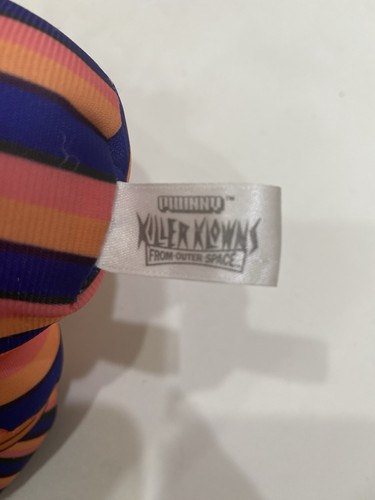 PHUNNY™
KILLER KLOWNS
FROM OUTER SPACE